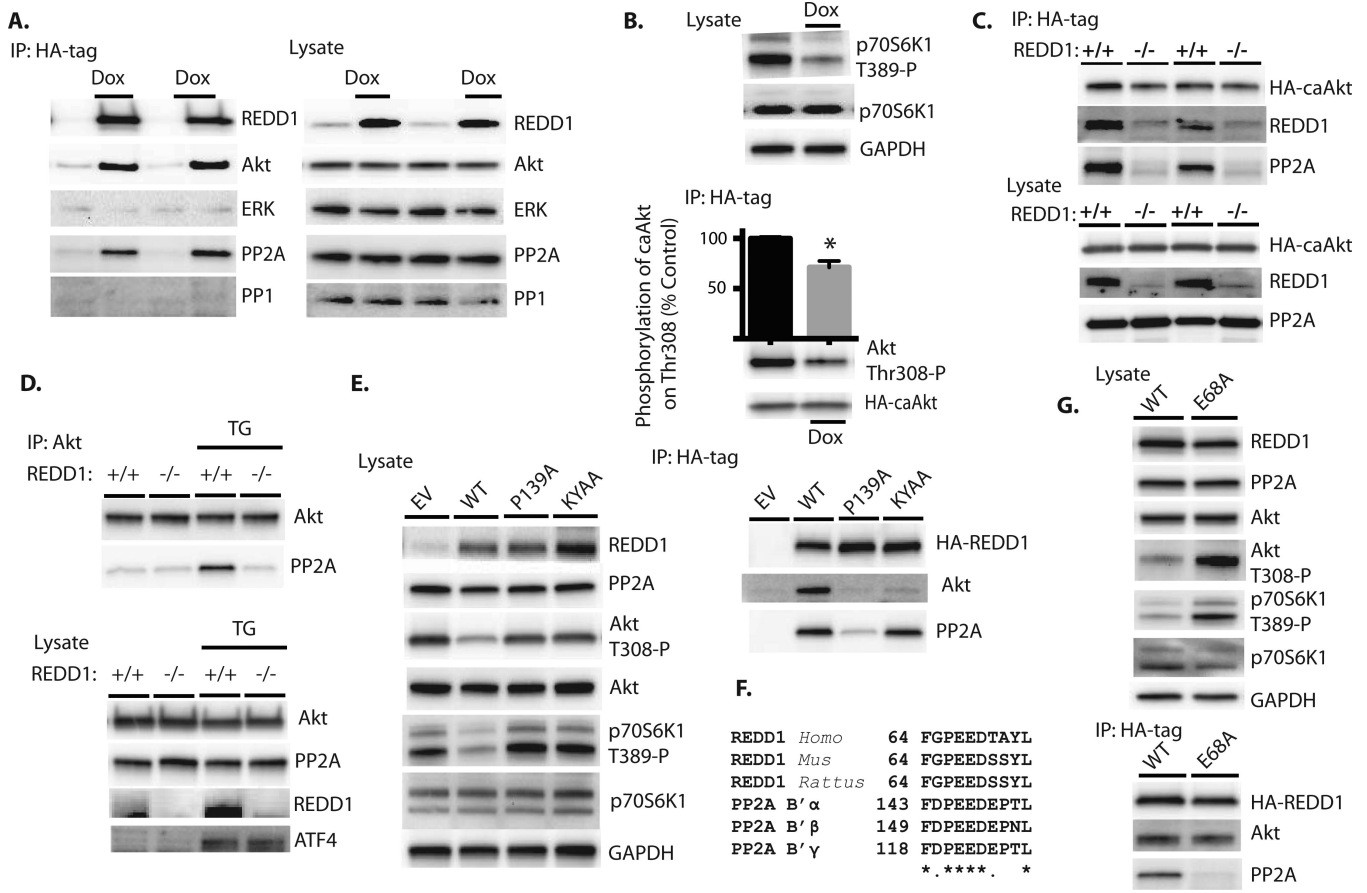 A.
IP: HA-tag
Dox Dox
REDD1
Akt
ERK
PP2A
PP1
Lysate
Dox Dox
REDD1
Akt
ERK
PP2A
PP1
B.
Lysate
Dox
p70S6K1
T389-P
p70S6K1
GAPDH
IP: HA-tag
Phosphorylation of caAkt
on Thr308 (% Control)
100
50
*
Akt
Thr308-P
HA-caAkt
Dox
C.
IP: HA-tag
REDD1: +/+ -/- +/+ -/-
HA-caAkt
REDD1
PP2A
Lysate
REDD1: +/+ -/- +/+ -/-
HA-caAkt
REDD1
PP2A
D.
IP: Akt
TG
REDD1: +/+ -/- +/+ -/-
Akt
PP2A
Lysate
TG
REDD1: +/+ -/- +/+ -/-
Akt
PP2A
REDD1
ATF4
E.
Lysate
EV WT P139A KYAA
REDD1
PP2A
Akt
T308-P
Akt
p70S6K1
T389-P
p70S6K1
GAPDH
IP: HA-tag
EV WT P139A KYAA
HA-REDD1
Akt
PP2A
F.
REDD1 Homo 64 FGPEEDTAYL
REDD1 Mus 64 FGPEEDSSYL
REDD1 Rattus 64 FGPEEDSSYL
PP2A B′α 143 FDPEEDEPTL
PP2A B′β 149 FDPEEDEPNL
PP2A B′γ 118 FDPEEDEPTL
*.****. *
G.
Lysate
WT E68A
REDD1
PP2A
Akt
Akt
T308-P
p70S6K1
T389-P
p70S6K1
GAPDH
IP: HA-tag
WT E68A
HA-REDD1
Akt
PP2A